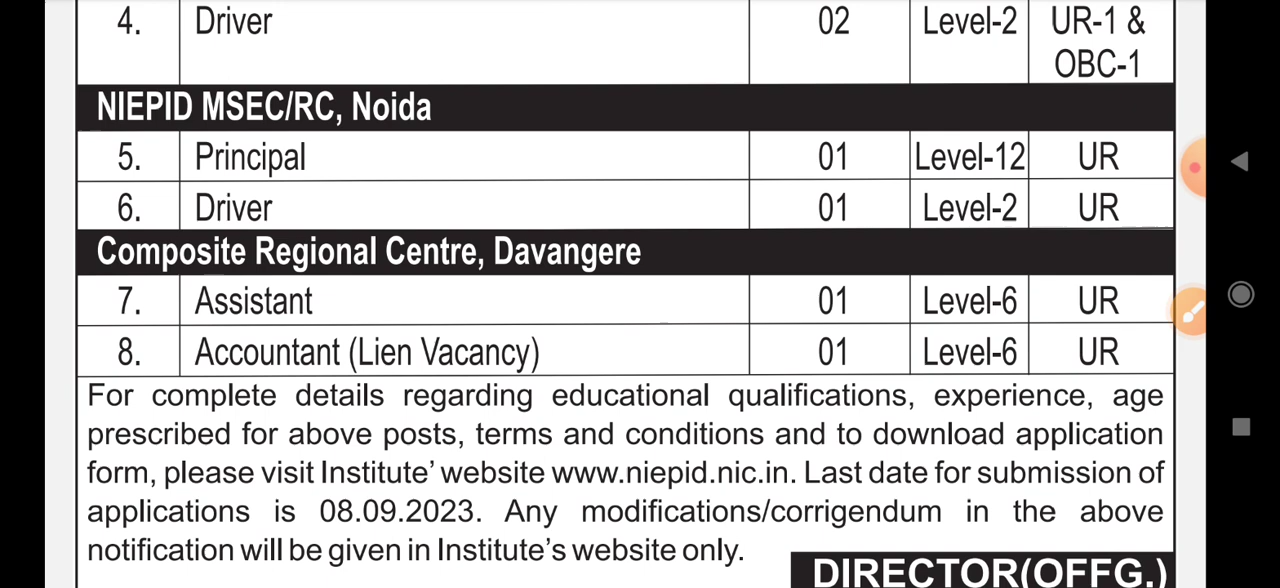 4. Driver 02 Level-2 UR-1 &
OBC-1
NIEPID MSEC/RC, Noida
5. Principal 01 Level-12 UR
6. Driver 01 Level-2 UR
Composite Regional Centre, Davangere
7. Assistant 01 Level-6 UR
8. Accountant (Lien Vacancy) 01 Level-6 UR
For complete details regarding educational qualifications, experience, age
prescribed for above posts, terms and conditions and to download application
form, please visit Institute' website www.niepid.nic.in. Last date for submission of
applications is 08.09.2023. Any modifications/corrigendum in the above
notification will be given in Institute's website only.
DIRECTOR(OFFG.)